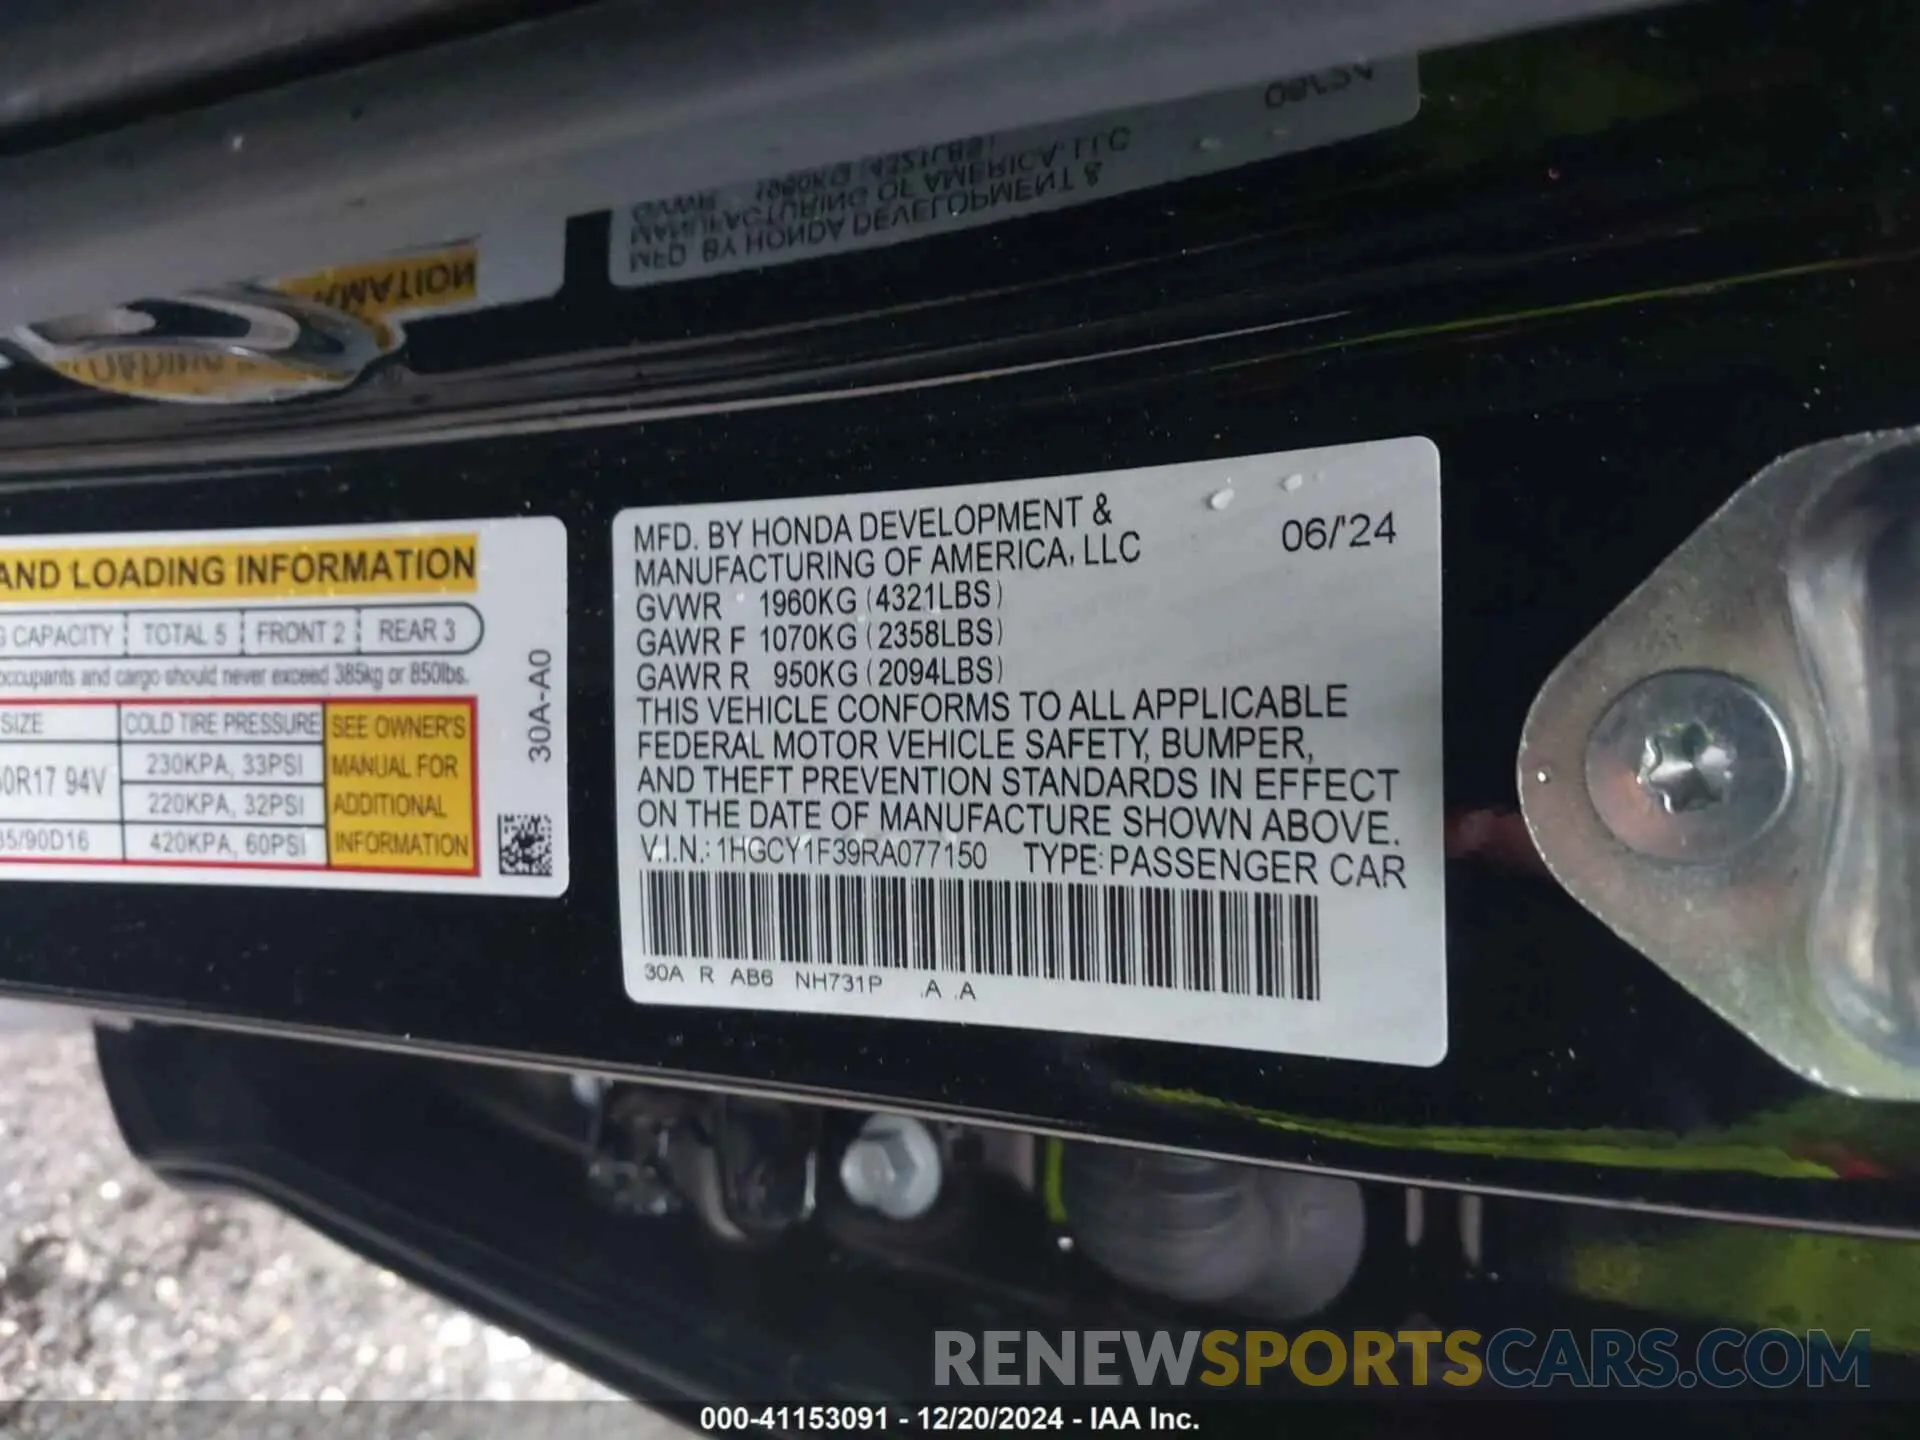 MFD. BY HONDA DEVELOPMENT &
MANUFACTURING OF AMERICA, LLC
06/'24
GVWR 1960KG (4321LBS)
GAWR F 1070KG (2358LBS)
GAWR R 950KG (2094LBS)
THIS VEHICLE CONFORMS TO ALL APPLICABLE
FEDERAL MOTOR VEHICLE SAFETY, BUMPER,
AND THEFT PREVENTION STANDARDS IN EFFECT
ON THE DATE OF MANUFACTURE SHOWN ABOVE.
V.I.N.: 1HGCY1F39RA077150 TYPE: PASSENGER CAR
30A R AB6 NH731P .A .A
AND LOADING INFORMATION
CAPACITY TOTAL 5 FRONT 2 REAR 3
occupants and cargo should never exceed 385kg or 850lbs.
SIZE COLD TIRE PRESSURE
0R17 94V 230KPA, 33PSI
220KPA, 32PSI
5/90D16 420KPA, 60PSI
SEE OWNER'S
MANUAL FOR
ADDITIONAL
INFORMATION
30A-A0
RENEWSPORTSCARS.COM
000-41153091 - 12/20/2024 - IAA Inc.